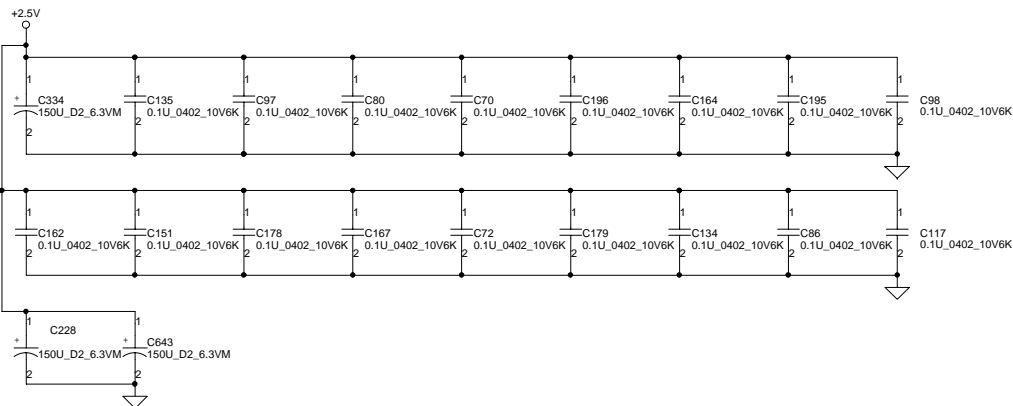 +2.5V
1 1 1 1 1 1 1 1 1
+ C334 C135 C97 C80 C70 C196 C164 C195 C98
150U_D2_6.3VM 0.1U_0402_10V6K 0.1U_0402_10V6K 0.1U_0402_10V6K 0.1U_0402_10V6K 0.1U_0402_10V6K 0.1U_0402_10V6K 0.1U_0402_10V6K 0.1U_0402_10V6K
2 2 2 2 2 2 2 2 2
1 1 1 1 1 1 1 1 1
C162 C151 C178 C167 C72 C179 C134 C86 C117
0.1U_0402_10V6K 0.1U_0402_10V6K 0.1U_0402_10V6K 0.1U_0402_10V6K 0.1U_0402_10V6K 0.1U_0402_10V6K 0.1U_0402_10V6K 0.1U_0402_10V6K 0.1U_0402_10V6K
2 2 2 2 2 2 2 2 2
1 1
+ C228 + C643
150U_D2_6.3VM 150U_D2_6.3VM
2 2